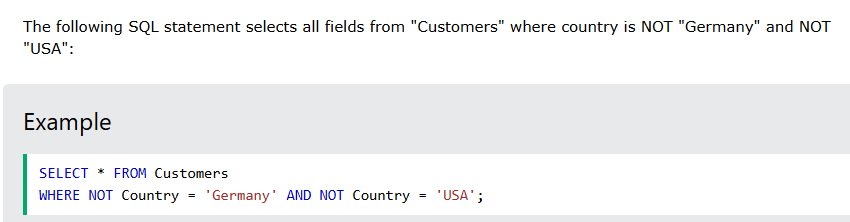 The following SQL statement selects all fields from "Customers" where country is NOT "Germany" and NOT
"USA":
Example
SELECT * FROM Customers
WHERE NOT Country = 'Germany' AND NOT Country = 'USA';